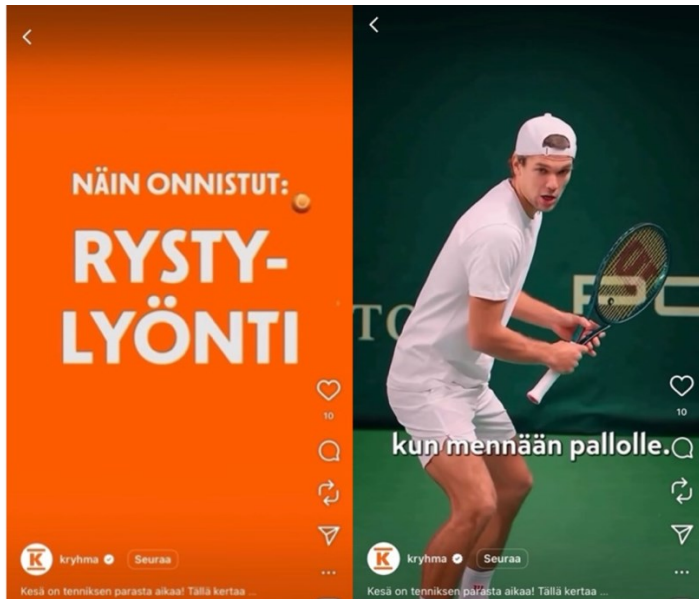 NÄIN ONNISTUT:
RYSTY-
LYÖNTI
10
K
kryhma
Seuraa
Kesä on tenniksen parasta aikaa! Tällä kertaa ...
kun mennään pallolle.
10
K
kryhma
Seuraa
Kesä on tenniksen parasta aikaa! Tällä kertaa ...